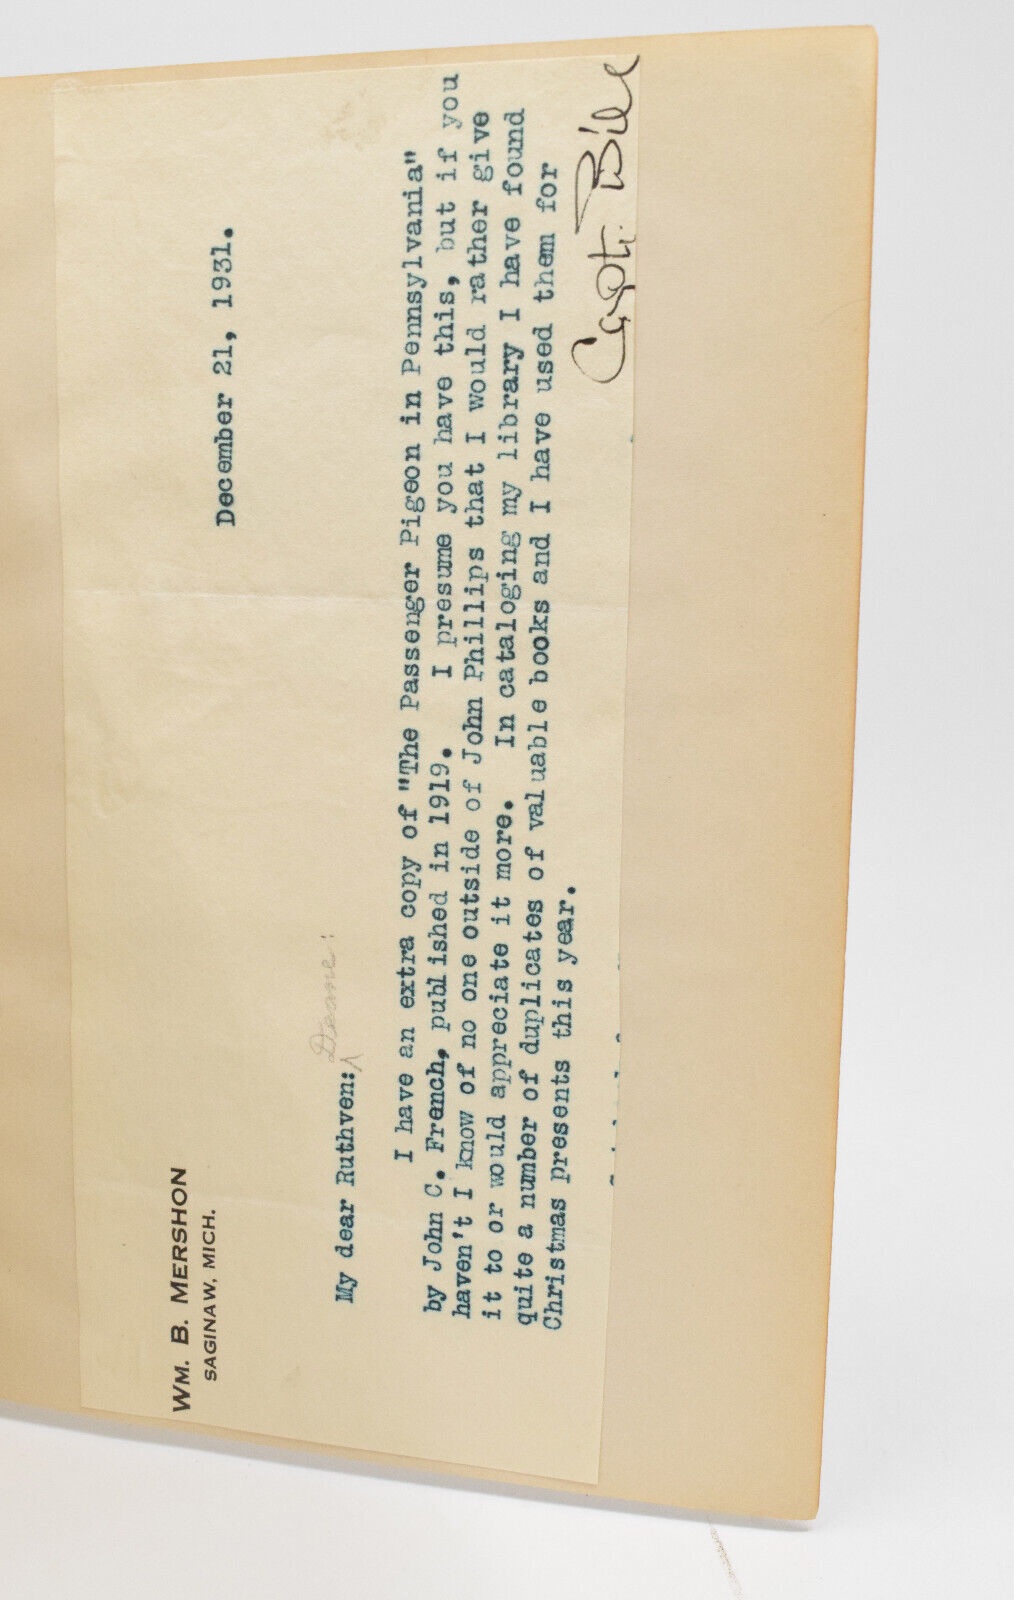 WM. B. MERSHON
SAGINAW, MICH.
December 21, 1931.
My dear Ruthven: Deane:
I have an extra copy of "The Passenger Pigeon in Pennsylvania"
by John C. French, published in 1919. I presume you have this, but if you
haven't I know of no one outside of John Phillips that I would rather give
it to or would appreciate it more. In cataloging my library I have found
quite a number of duplicates of valuable books and I have used them for
Christmas presents this year.
Capt. Bill